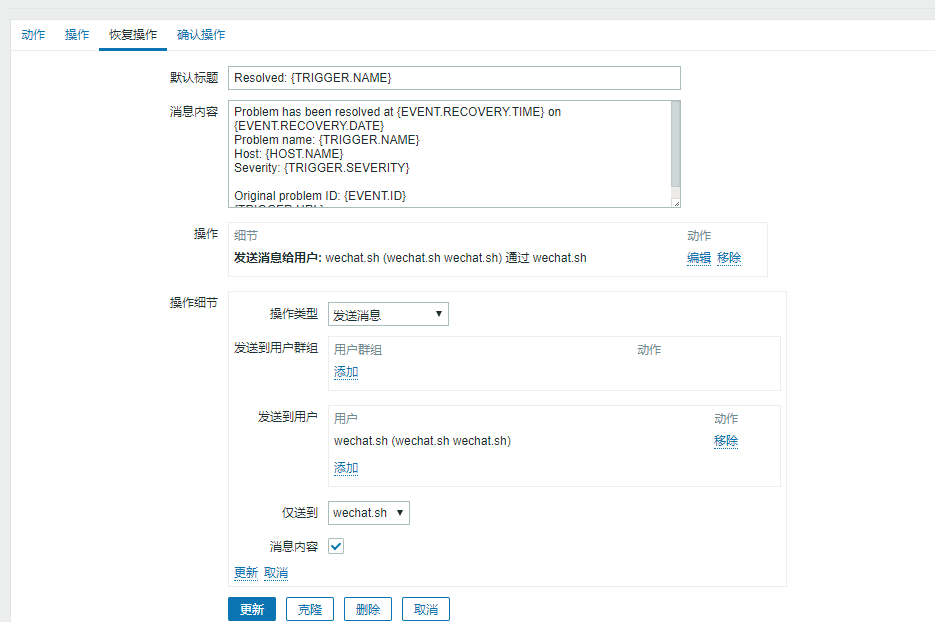 动作 操作 恢复操作 确认操作
默认标题 Resolved: {TRIGGER.NAME}
消息内容 Problem has been resolved at {EVENT.RECOVERY.TIME} on
{EVENT.RECOVERY.DATE}
Problem name: {TRIGGER.NAME}
Host: {HOST.NAME}
Severity: {TRIGGER.SEVERITY}
Original problem ID: {EVENT.ID}
{TRIGGER.URL}
操作 细节 动作
发送消息给用户: wechat.sh (wechat.sh wechat.sh) 通过 wechat.sh 编辑 移除
操作细节
操作类型 发送消息
发送到用户群组 用户群组 动作
添加
发送到用户 用户 动作
wechat.sh (wechat.sh wechat.sh) 移除
添加
仅送到 wechat.sh
消息内容
更新 取消
更新 克隆 删除 取消